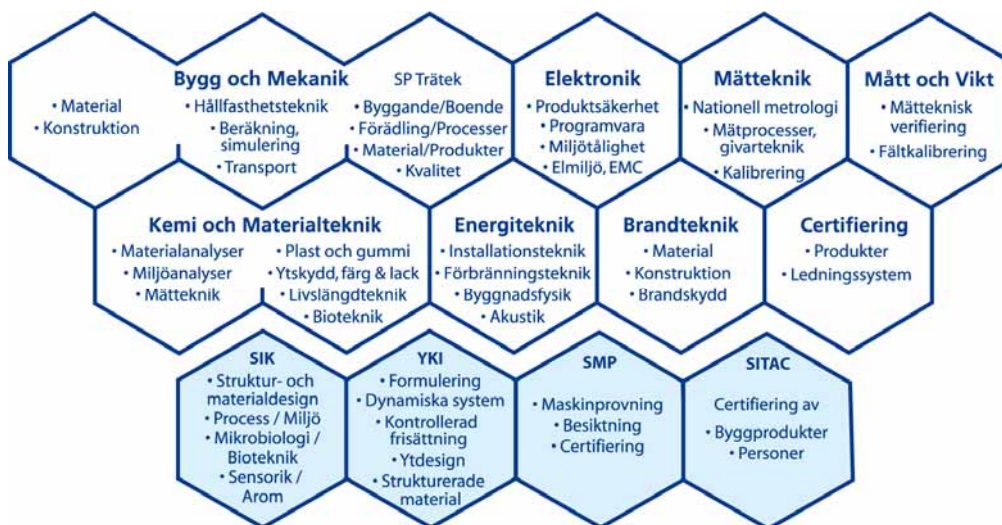 Bygg och Mekanik
• Material
• Konstruktion
• Hållfasthetsteknik
• Beräkning,
simulering
• Transport
SP Trätek
• Byggande/Boende
• Förädling/Processer
• Material/Produkter
• Kvalitet
Elektronik
• Produktsäkerhet
• Programvara
• Miljötålighet
• Elmiljö, EMC
Mätteknik
• Nationell metrologi
• Mätprocesser,
givarteknik
• Kalibrering
Mått och Vikt
• Mätteknisk
verifiering
• Fältkalibrering
Kemi och Materialteknik
• Materialanalyser
• Miljöanalyser
• Mätteknik
• Plast och gummi
• Ytskydd, färg & lack
• Livslängdteknik
• Bioteknik
Energiteknik
• Installationsteknik
• Förbränningsteknik
• Byggnadsfysik
• Akustik
Brandteknik
• Material
• Konstruktion
• Brandskydd
Certifiering
• Produkter
• Ledningssystem
SIK
• Struktur- och
materialdesign
• Process / Miljö
• Mikrobiologi /
Bioteknik
• Sensorik /
Arom
YKI
• Formulering
• Dynamiska system
• Kontrollerad
frisättning
• Ytdesign
• Strukturerade
material
SMP
• Maskinprovning
• Besiktning
• Certifiering
SITAC
Certifiering av
• Byggprodukter
• Personer